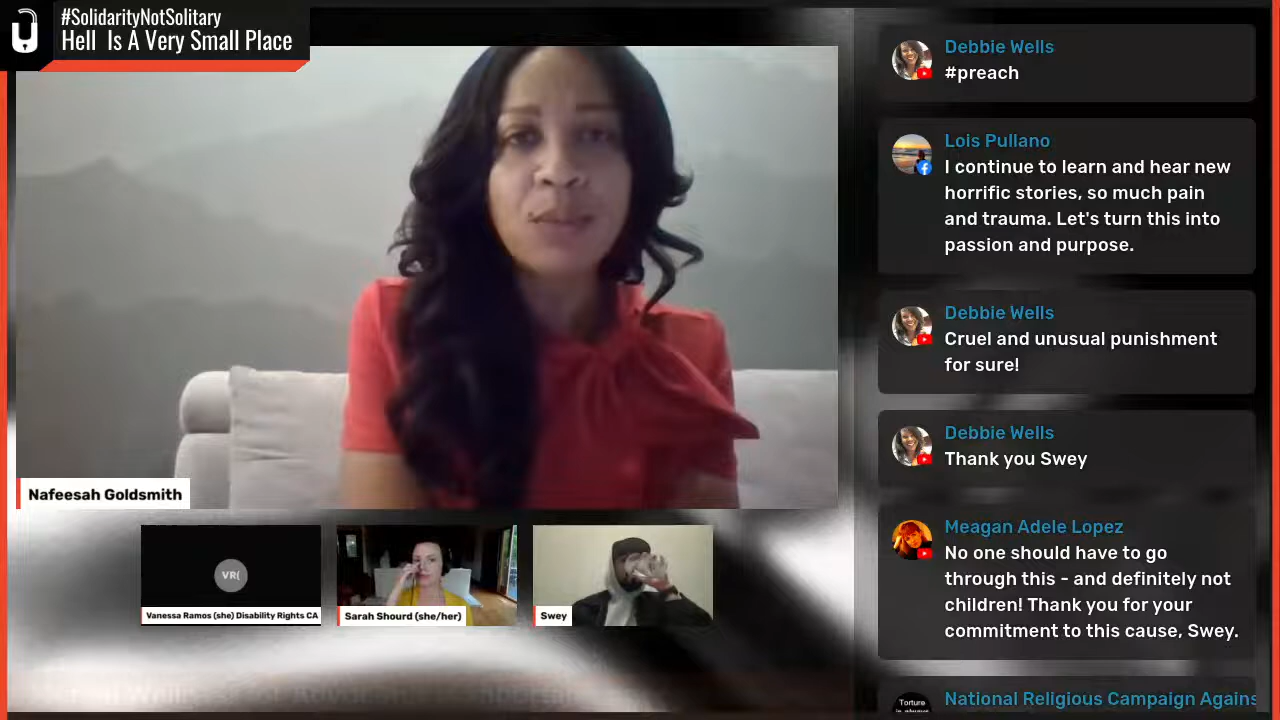 #SolidarityNotSolitary
Hell Is A Very Small Place
Nafeesah Goldsmith
VR(
Vanessa Ramos (she) Disability Rights CA
Sarah Shourd (she/her)
Swey
Debbie Wells
#preach
Lois Pullano
I continue to learn and hear new
horrific stories, so much pain
and trauma. Let's turn this into
passion and purpose.
Debbie Wells
Cruel and unusual punishment
for sure!
Debbie Wells
Thank you Swey
Meagan Adele Lopez
No one should have to go
through this - and definitely not
children! Thank you for your
commitment to this cause, Swey.
Torture
is always
National Religious Campaign Agains